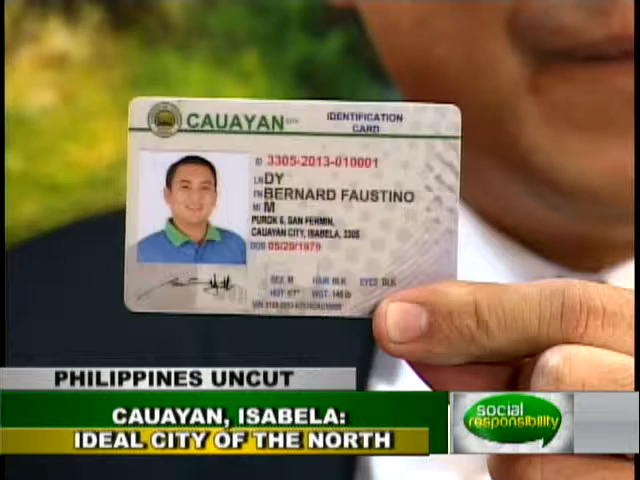 CAUAYAN CITY
IDENTIFICATION
CARD
ID 3305-2013-010001
LN DY
FN BERNARD FAUSTINO
MI M
PUROK 6, SAN FERMIN,
CAUAYAN CITY, ISABELA, 3305
DOB 05/29/1979
SEX M HAIR BLK EYES BLK
WGT
PHILIPPINES UNCUT
CAUAYAN, ISABELA:
IDEAL CITY OF THE NORTH
social
responsibility